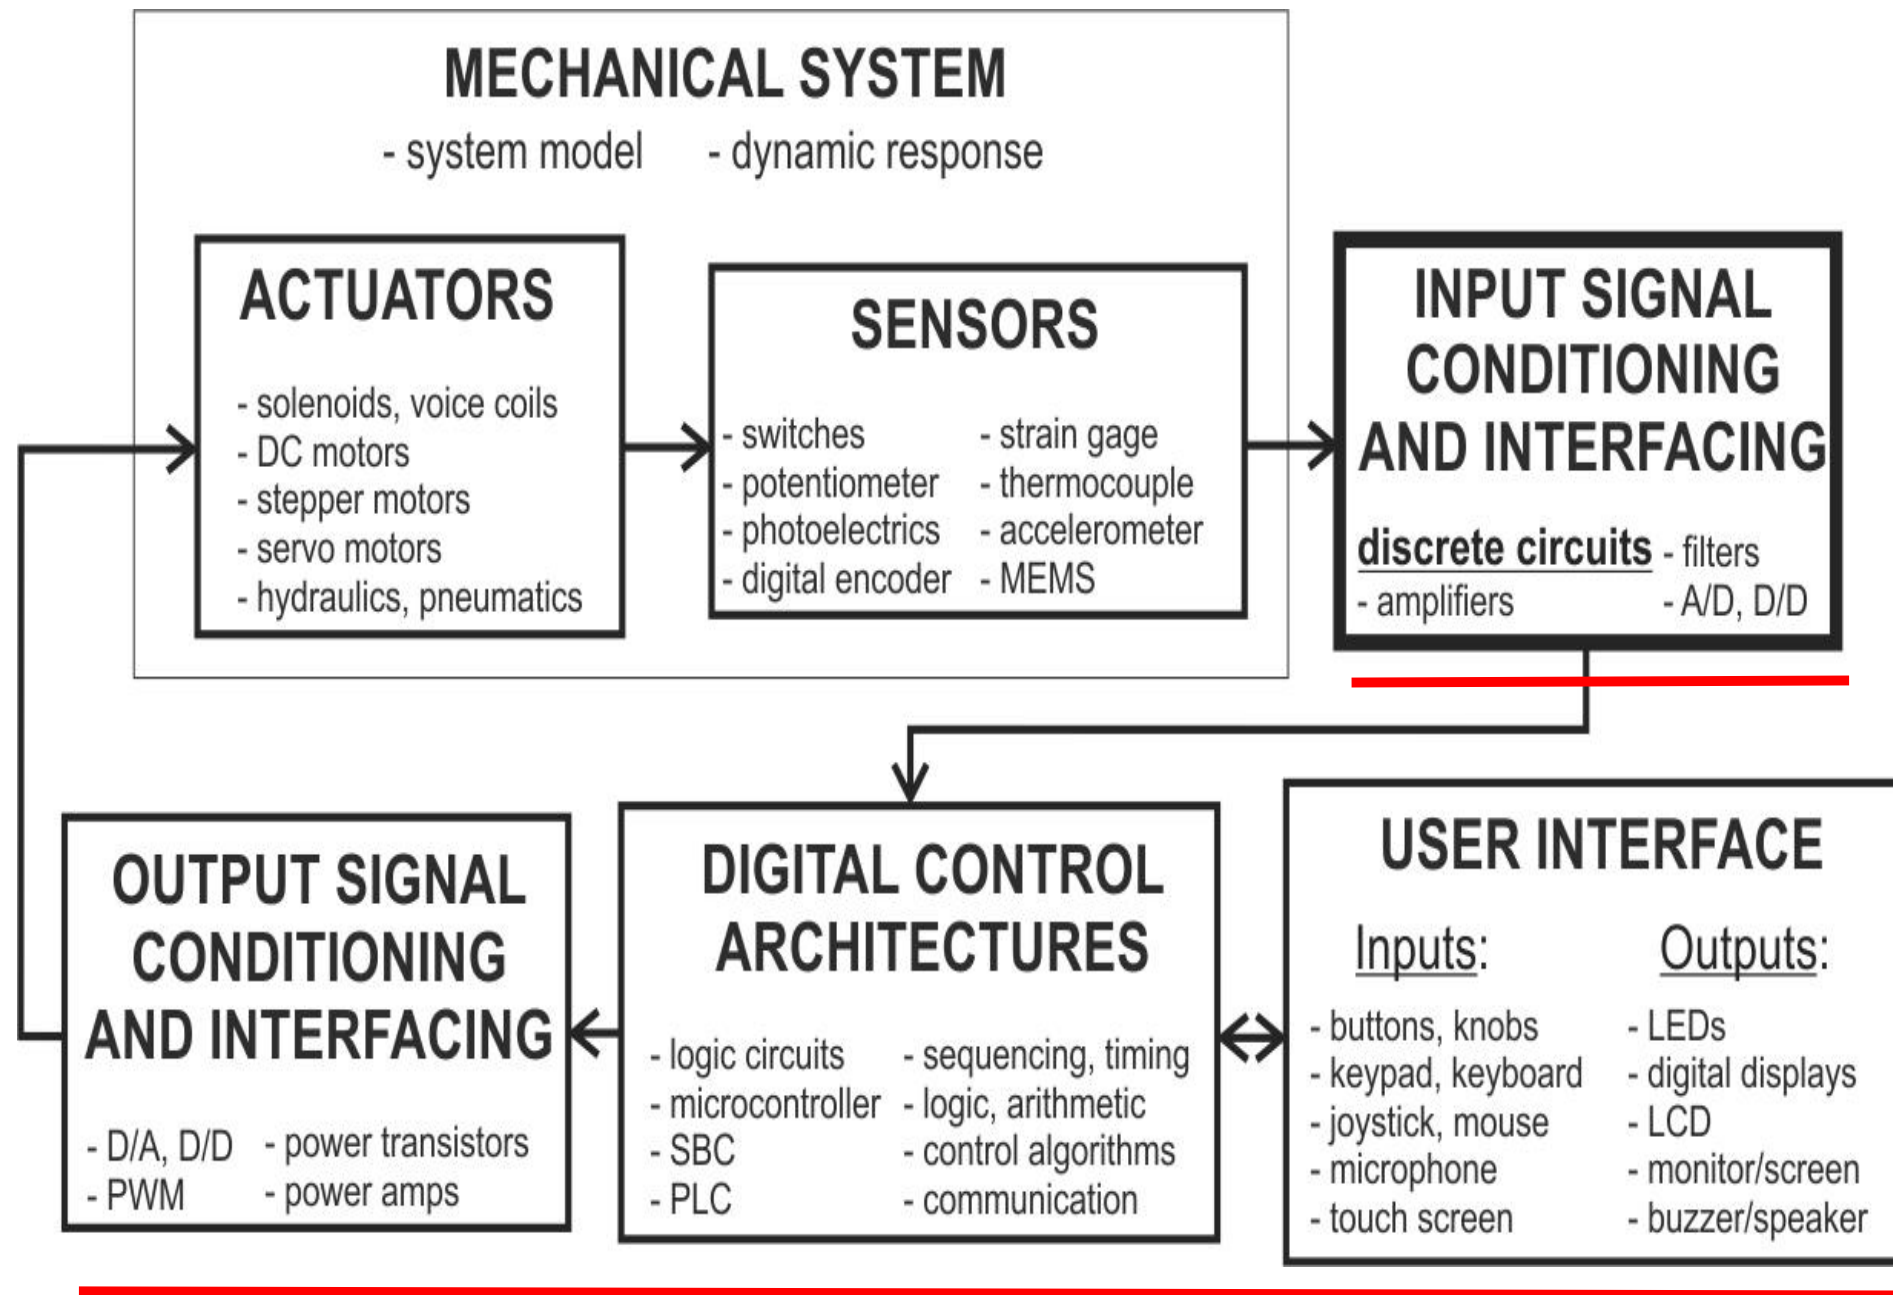 MECHANICAL SYSTEM
- system model - dynamic response
ACTUATORS
- solenoids, voice coils
- DC motors
- stepper motors
- servo motors
- hydraulics, pneumatics
SENSORS
- switches - strain gage
- potentiometer - thermocouple
- photoelectrics - accelerometer
- digital encoder - MEMS
INPUT SIGNAL
CONDITIONING
AND INTERFACING
discrete circuits - filters
- amplifiers - A/D, D/D
OUTPUT SIGNAL
CONDITIONING
AND INTERFACING
- D/A, D/D - power transistors
- PWM - power amps
DIGITAL CONTROL
ARCHITECTURES
- logic circuits - sequencing, timing
- microcontroller - logic, arithmetic
- SBC - control algorithms
- PLC - communication
USER INTERFACE
Inputs: Outputs:
- buttons, knobs - LEDs
- keypad, keyboard - digital displays
- joystick, mouse - LCD
- microphone - monitor/screen
- touch screen - buzzer/speaker